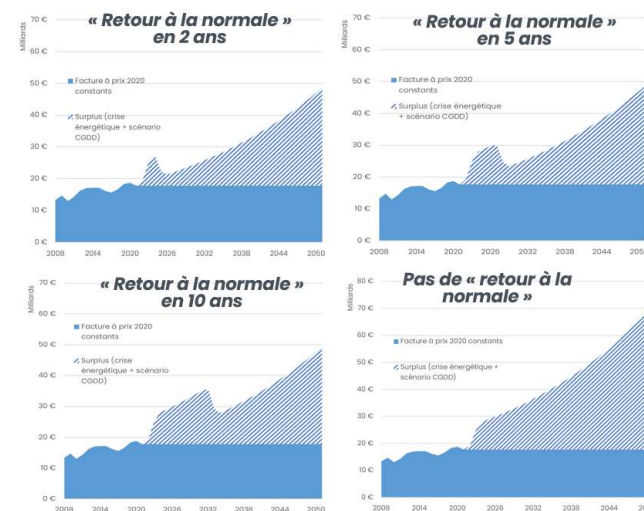 « Retour à la normale »
en 2 ans
Milliards
70 €
60 €
50 €
40 €
30 €
20 €
10 €
0 €
Facture à prix 2020
constants
Surplus (crise
énergétique + scénario
CGDD)
2008 2014 2020 2026 2032 2038 2044 2050
« Retour à la normale »
en 5 ans
Milliards
70 €
60 €
50 €
40 €
30 €
20 €
10 €
0 €
Facture à prix 2020
constants
Surplus (crise énergétique
+ scénario CGDD)
2008 2014 2020 2026 2032 2038 2044
« Retour à la normale »
en 10 ans
Milliards
70 €
60 €
50 €
40 €
30 €
20 €
10 €
0 €
Facture à prix 2020
constants
Surplus (crise
énergétique + scénario
CGDD)
2008 2014 2020 2026 2032 2038 2044 2050
Pas de « retour à la
normale »
Milliards
80 €
70 €
60 €
50 €
40 €
30 €
20 €
10 €
0 €
Facture à prix 2020 constants
Surplus (crise énergétique +
scénario CGDD)
2008 2014 2020 2026 2032 2038 2044